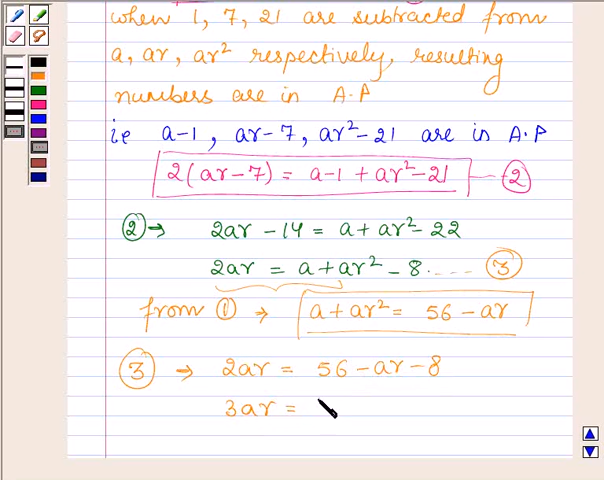 when 1, 7, 21 are subtracted from
a, ar, ar² respectively, resulting
numbers are in A.P
ie a-1, ar-7, ar²-21 are in A.P
2(ar-7) = a-1 + ar²-21 — ②
② → 2ar - 14 = a + ar² - 22
2ar = a + ar² - 8 ...... ③
from ① → a + ar² = 56 - ar
③ → 2ar = 56 - ar - 8
3ar =